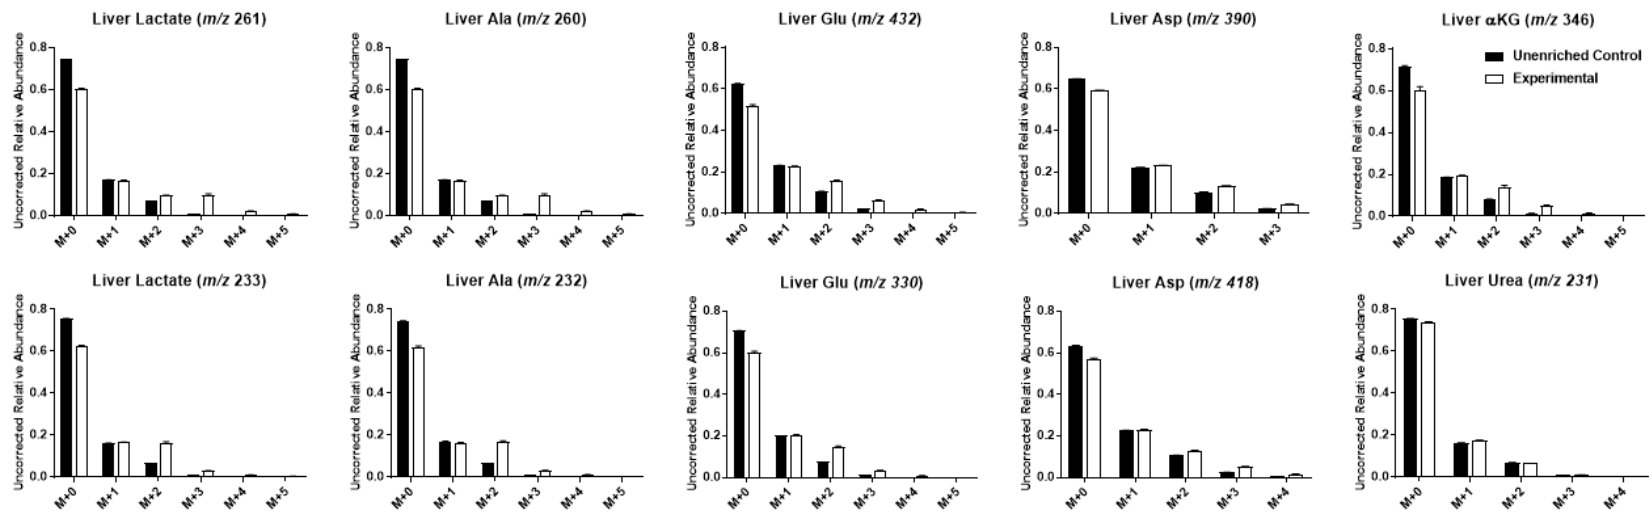 Liver Lactate (m/z 261)
Uncorrected Relative Abundance
0.8
0.6
0.4
0.2
0.0
M+0
M+1
M+2
M+3
M+4
M+5
Liver Ala (m/z 260)
Uncorrected Relative Abundance
0.8
0.6
0.4
0.2
0.0
M+0
M+1
M+2
M+3
M+4
M+5
Liver Glu (m/z 432)
Uncorrected Relative Abundance
0.8
0.6
0.4
0.2
0.0
M+0
M+1
M+2
M+3
M+4
M+5
Liver Asp (m/z 390)
Uncorrected Relative Abundance
0.8
0.6
0.4
0.2
0.0
M+0
M+1
M+2
M+3
Liver αKG (m/z 346)
Uncorrected Relative Abundance
0.8
0.6
0.4
0.2
0.0
M+0
M+1
M+2
M+3
M+4
M+5
Unenriched Control
Experimental
Liver Lactate (m/z 233)
Uncorrected Relative Abundance
0.8
0.6
0.4
0.2
0.0
M+0
M+1
M+2
M+3
M+4
M+5
Liver Ala (m/z 232)
Uncorrected Relative Abundance
0.8
0.6
0.4
0.2
0.0
M+0
M+1
M+2
M+3
M+4
M+5
Liver Glu (m/z 330)
Uncorrected Relative Abundance
0.8
0.6
0.4
0.2
0.0
M+0
M+1
M+2
M+3
M+4
M+5
Liver Asp (m/z 418)
Uncorrected Relative Abundance
0.8
0.6
0.4
0.2
0.0
M+0
M+1
M+2
M+3
M+4
Liver Urea (m/z 231)
Uncorrected Relative Abundance
0.8
0.6
0.4
0.2
0.0
M+0
M+1
M+2
M+3
M+4